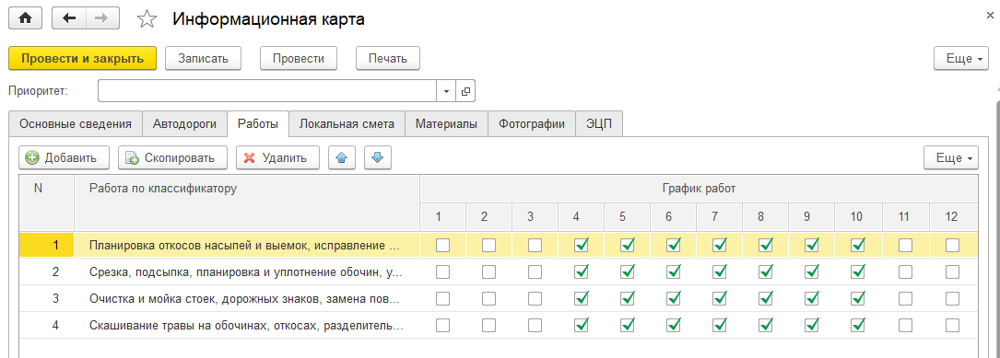 Информационная карта
Провести и закрыть Записать Провести Печать Еще
Приоритет:
Основные сведения Автодороги Работы Локальная смета Материалы Фотографии ЭЦП
Добавить Скопировать Удалить Еще
N Работа по классификатору График работ
1 2 3 4 5 6 7 8 9 10 11 12
1 Планировка откосов насыпей и выемок, исправление ...
2 Срезка, подсыпка, планировка и уплотнение обочин, у...
3 Очистка и мойка стоек, дорожных знаков, замена пов...
4 Скашивание травы на обочинах, откосах, разделитель...